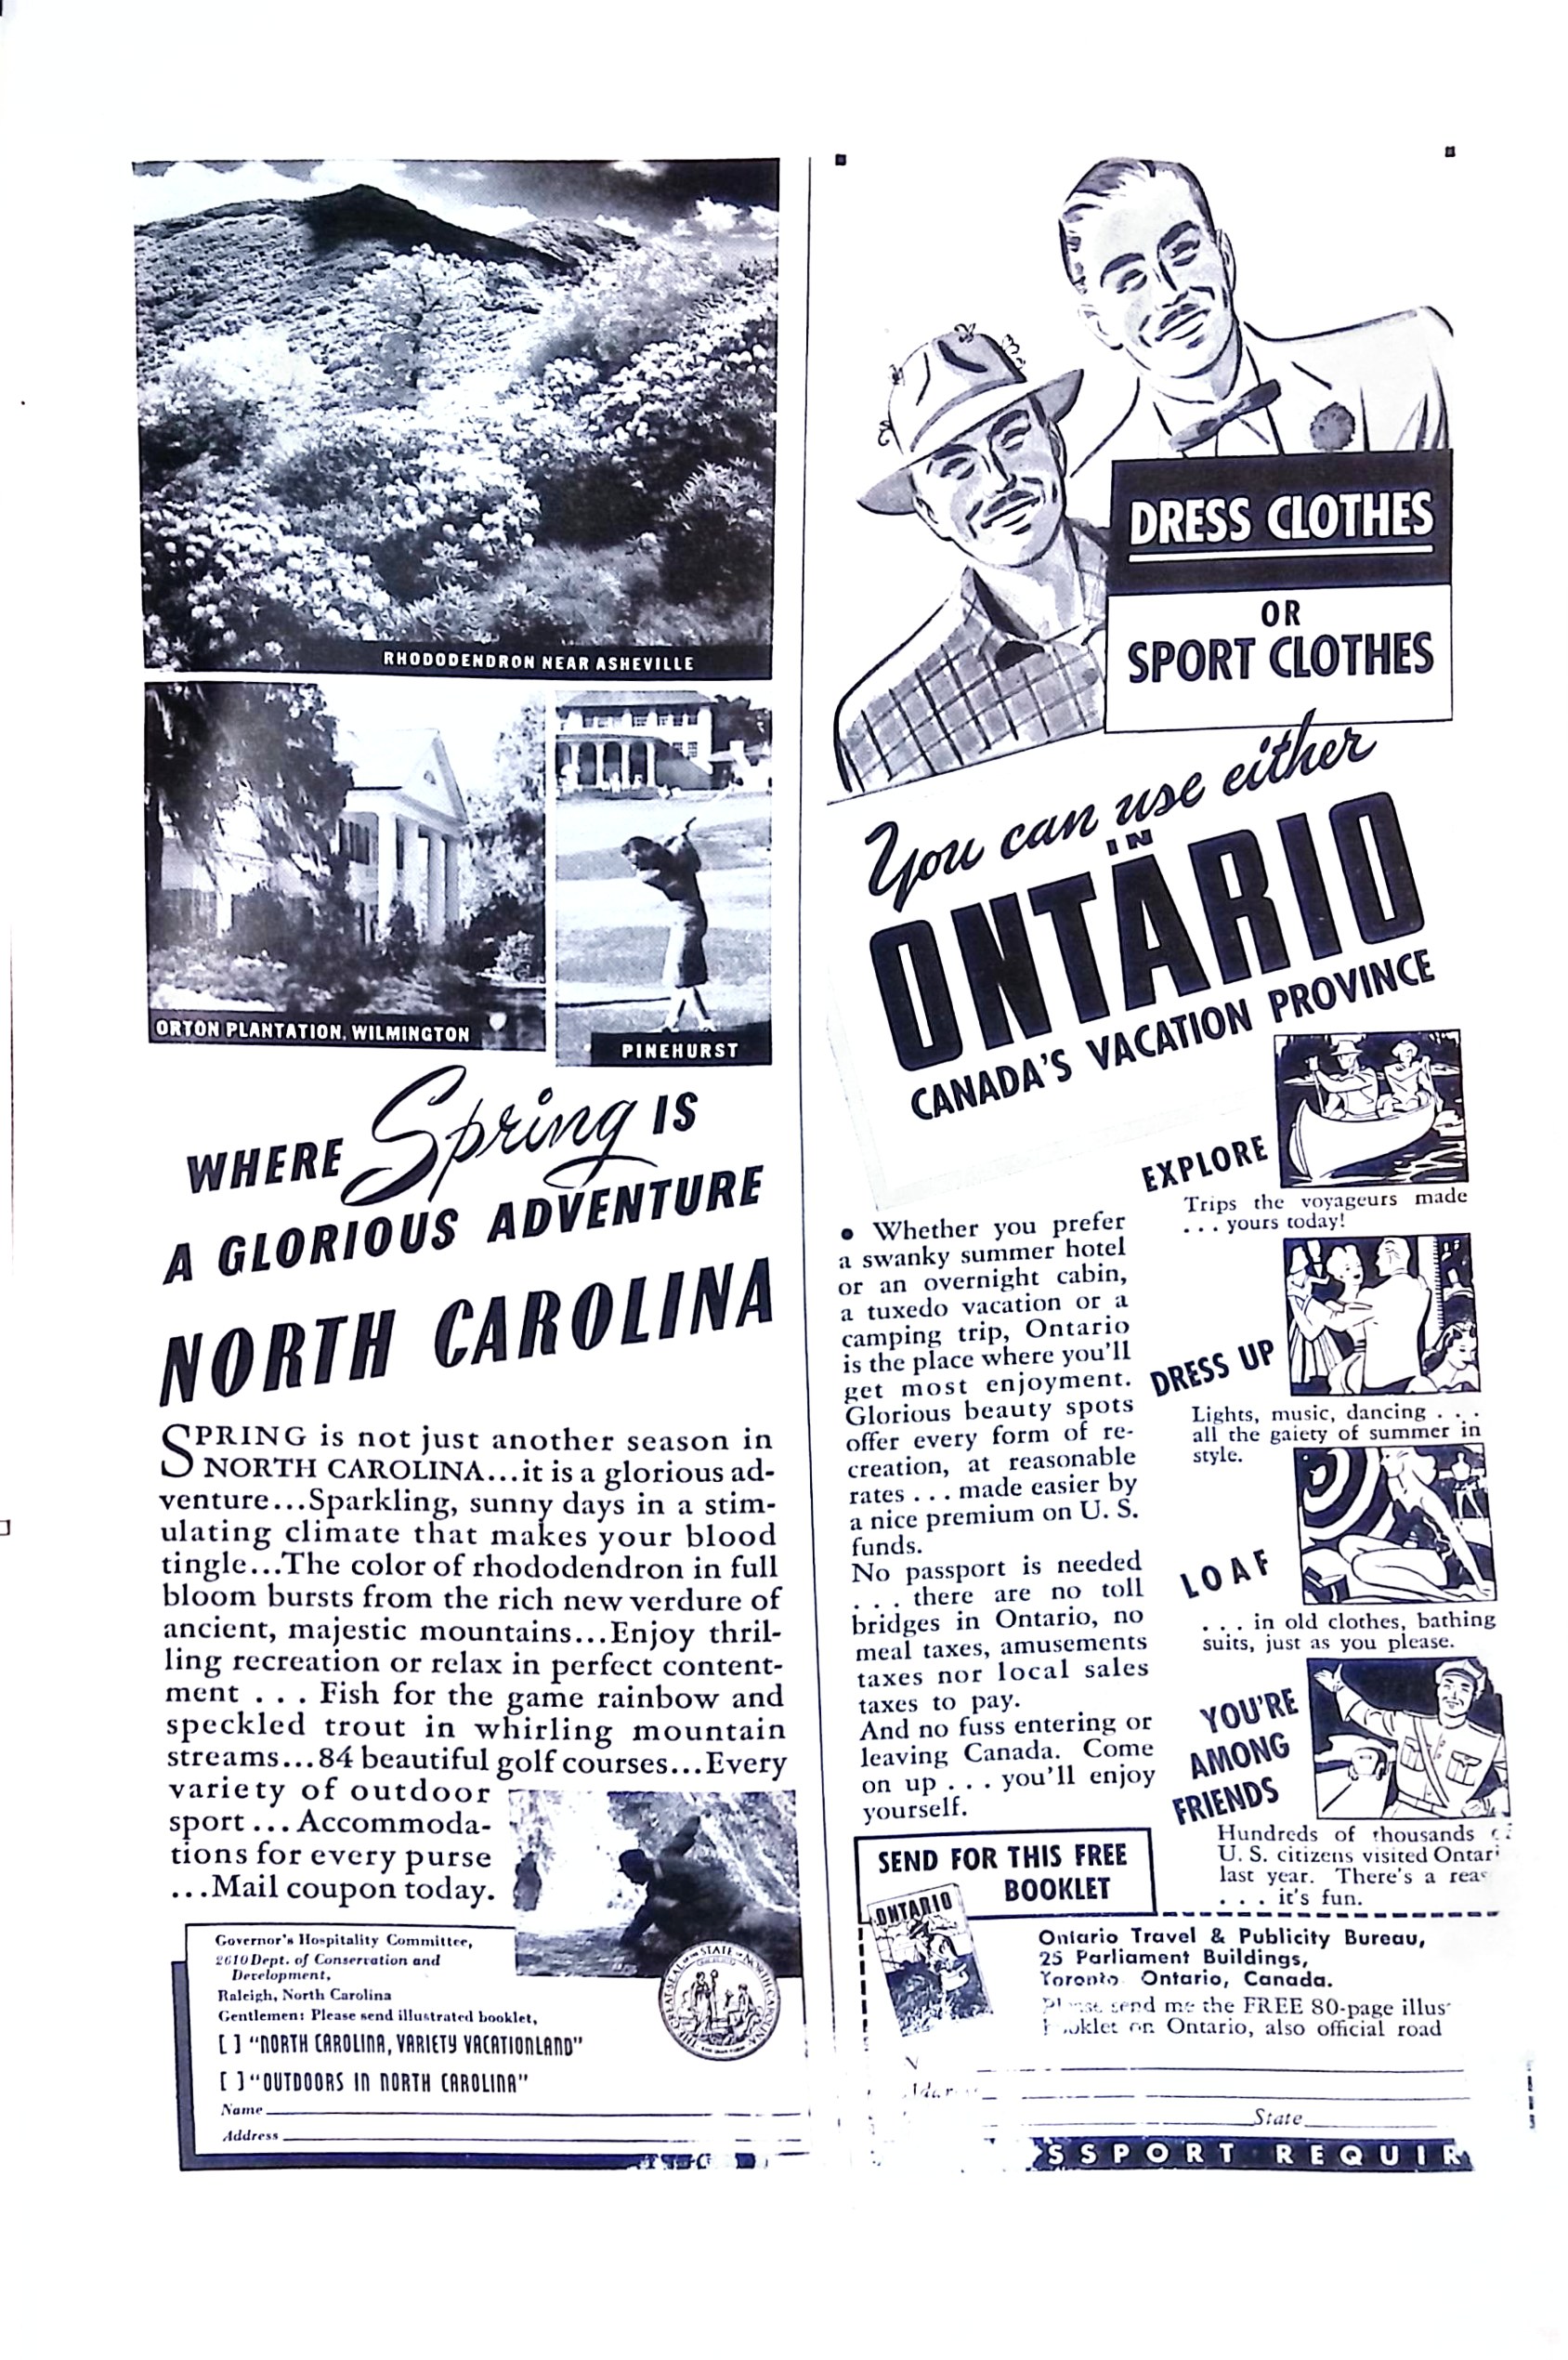 RHODODENDRON NEAR ASHEVILLE
ORTON PLANTATION, WILMINGTON
PINEHURST
WHERE Spring IS
A GLORIOUS ADVENTURE
NORTH CAROLINA
SPRING is not just another season in
NORTH CAROLINA...it is a glorious ad-
venture...Sparkling, sunny days in a stim-
ulating climate that makes your blood
tingle...The color of rhododendron in full
bloom bursts from the rich new verdure of
ancient, majestic mountains...Enjoy thril-
ling recreation or relax in perfect content-
ment . . . Fish for the game rainbow and
speckled trout in whirling mountain
streams...84 beautiful golf courses...Every
variety of outdoor
sport ... Accommoda-
tions for every purse
...Mail coupon today.
Governor's Hospitality Committee,
2610 Dept. of Conservation and
Development,
Raleigh, North Carolina
Gentlemen: Please send illustrated booklet,
[ ] "NORTH CAROLINA, VARIETY VACATIONLAND"
[ ] "OUTDOORS IN NORTH CAROLINA"
Name
Address
THE GREAT SEAL OF THE STATE OF NORTH CAROLINA
DRESS CLOTHES
OR
SPORT CLOTHES
You can use either
IN
ONTARIO
CANADA'S VACATION PROVINCE
• Whether you prefer
a swanky summer hotel
or an overnight cabin,
a tuxedo vacation or a
camping trip, Ontario
is the place where you'll
get most enjoyment.
Glorious beauty spots
offer every form of re-
creation, at reasonable
rates . . . made easier by
a nice premium on U. S.
funds.
No passport is needed
. . . there are no toll
bridges in Ontario, no
meal taxes, amusements
taxes nor local sales
taxes to pay.
And no fuss entering or
leaving Canada. Come
on up . . . you'll enjoy
yourself.
EXPLORE
Trips the voyageurs made
. . . yours today!
DRESS UP
Lights, music, dancing . . .
all the gaiety of summer in
style.
LOAF
. . . in old clothes, bathing
suits, just as you please.
YOU'RE
AMONG
FRIENDS
Hundreds of thousands
U. S. citizens visited Ontari
last year. There's a reas
. . . it's fun.
SEND FOR THIS FREE
BOOKLET
ONTARIO
Ontario Travel & Publicity Bureau,
25 Parliament Buildings,
Toronto Ontario, Canada.
Please send me the FREE 80-page illus
booklet on Ontario, also official road
State
SSPORT REQUIR